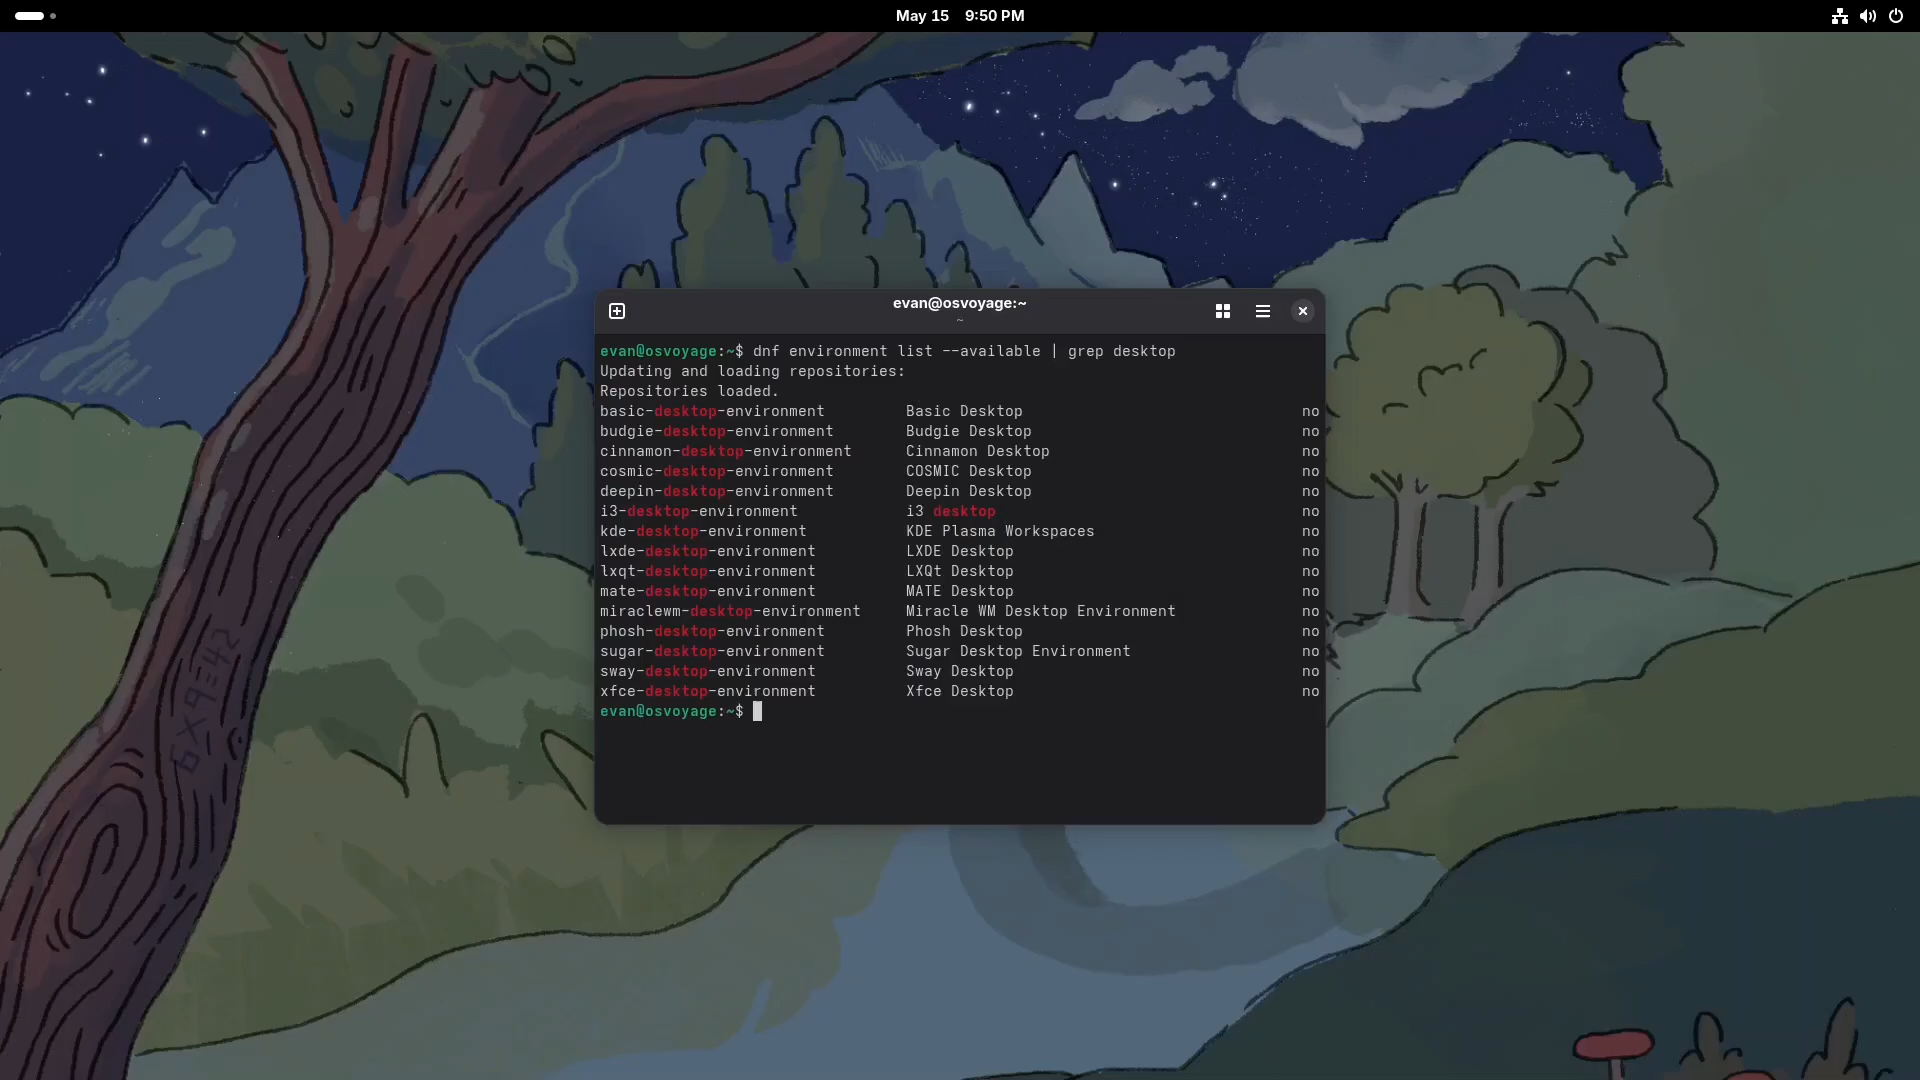 May 15 9:50 PM
evan@osvoyage:~
~
evan@osvoyage:~$ dnf environment list --available | grep desktop
Updating and loading repositories:
Repositories loaded.
basic-desktop-environment Basic Desktop no
budgie-desktop-environment Budgie Desktop no
cinnamon-desktop-environment Cinnamon Desktop no
cosmic-desktop-environment COSMIC Desktop no
deepin-desktop-environment Deepin Desktop no
i3-desktop-environment i3 desktop no
kde-desktop-environment KDE Plasma Workspaces no
lxde-desktop-environment LXDE Desktop no
lxqt-desktop-environment LXQt Desktop no
mate-desktop-environment MATE Desktop no
miraclewm-desktop-environment Miracle WM Desktop Environment no
phosh-desktop-environment Phosh Desktop no
sugar-desktop-environment Sugar Desktop Environment no
sway-desktop-environment Sway Desktop no
xfce-desktop-environment Xfce Desktop no
evan@osvoyage:~$
6×9=42